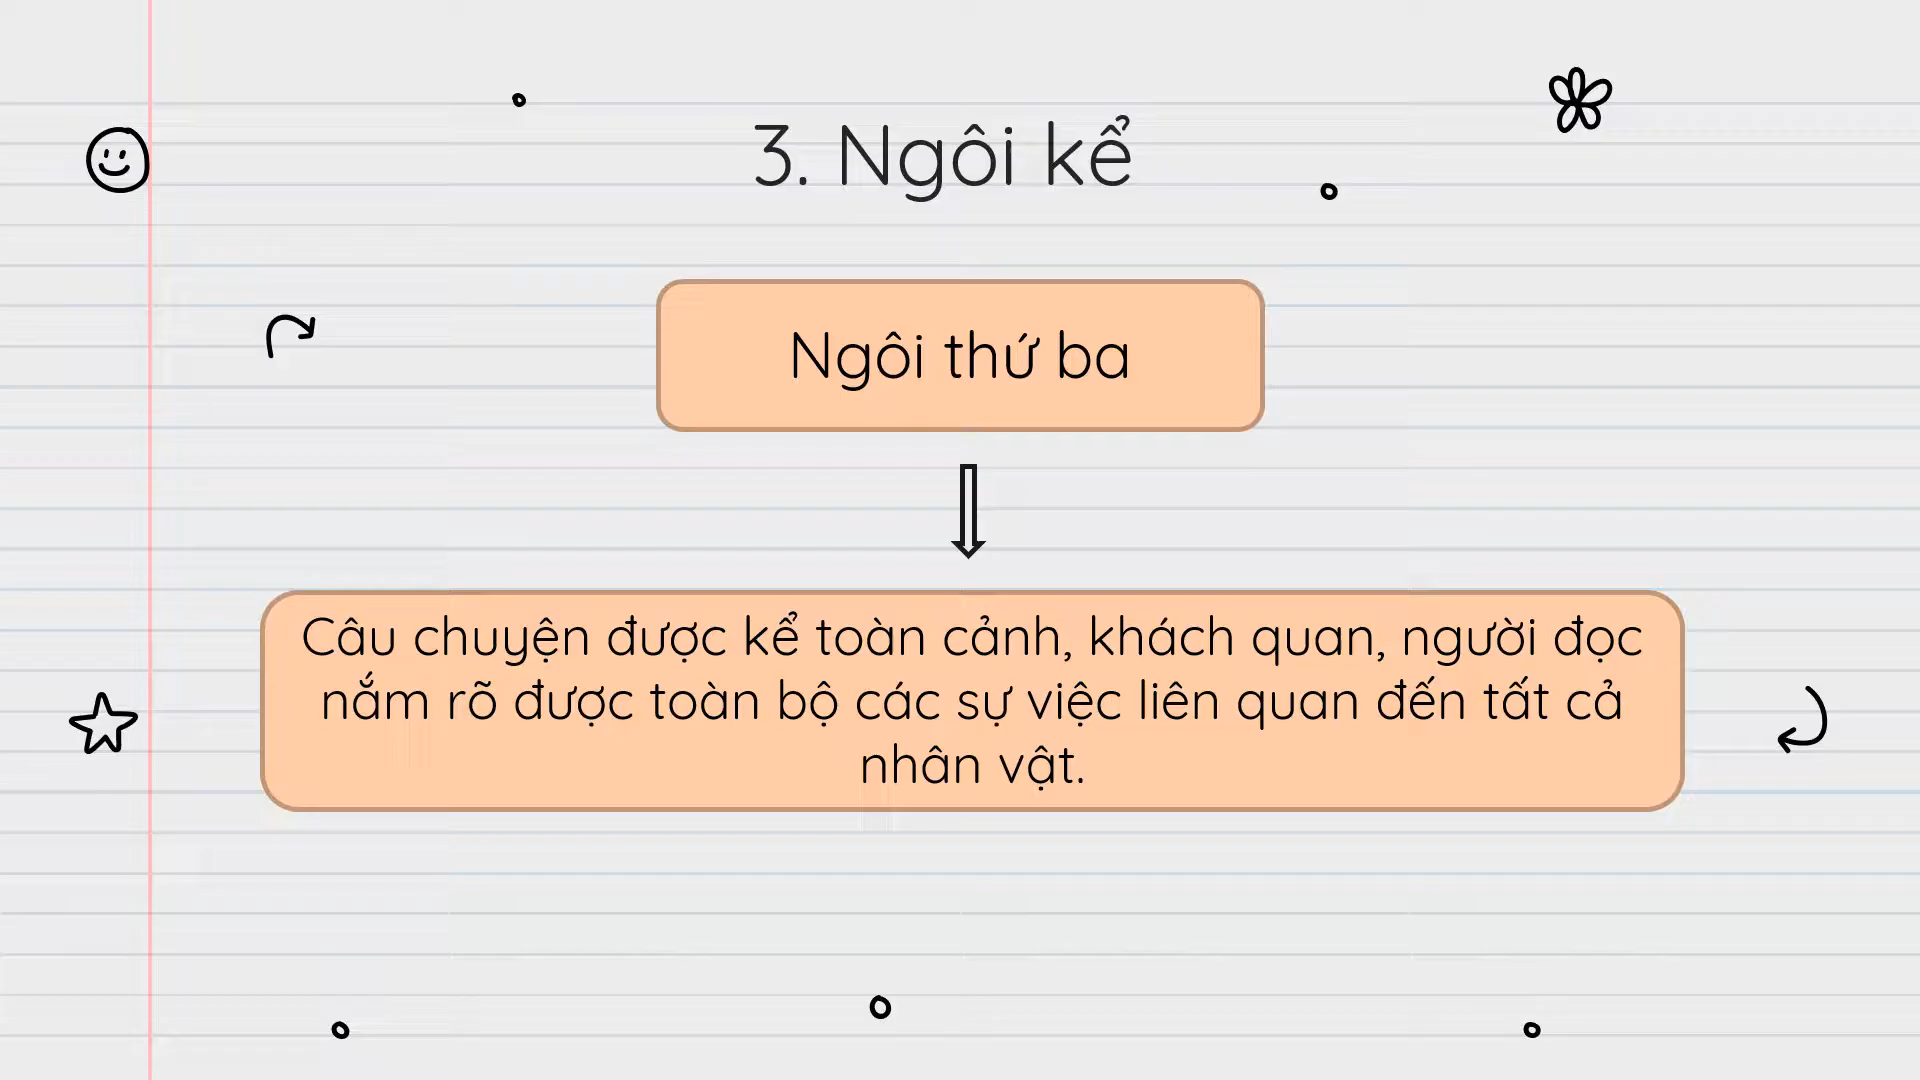 3. Ngôi kể
Ngôi thứ ba
Câu chuyện được kể toàn cảnh, khách quan, người đọc
nắm rõ được toàn bộ các sự việc liên quan đến tất cả
nhân vật.